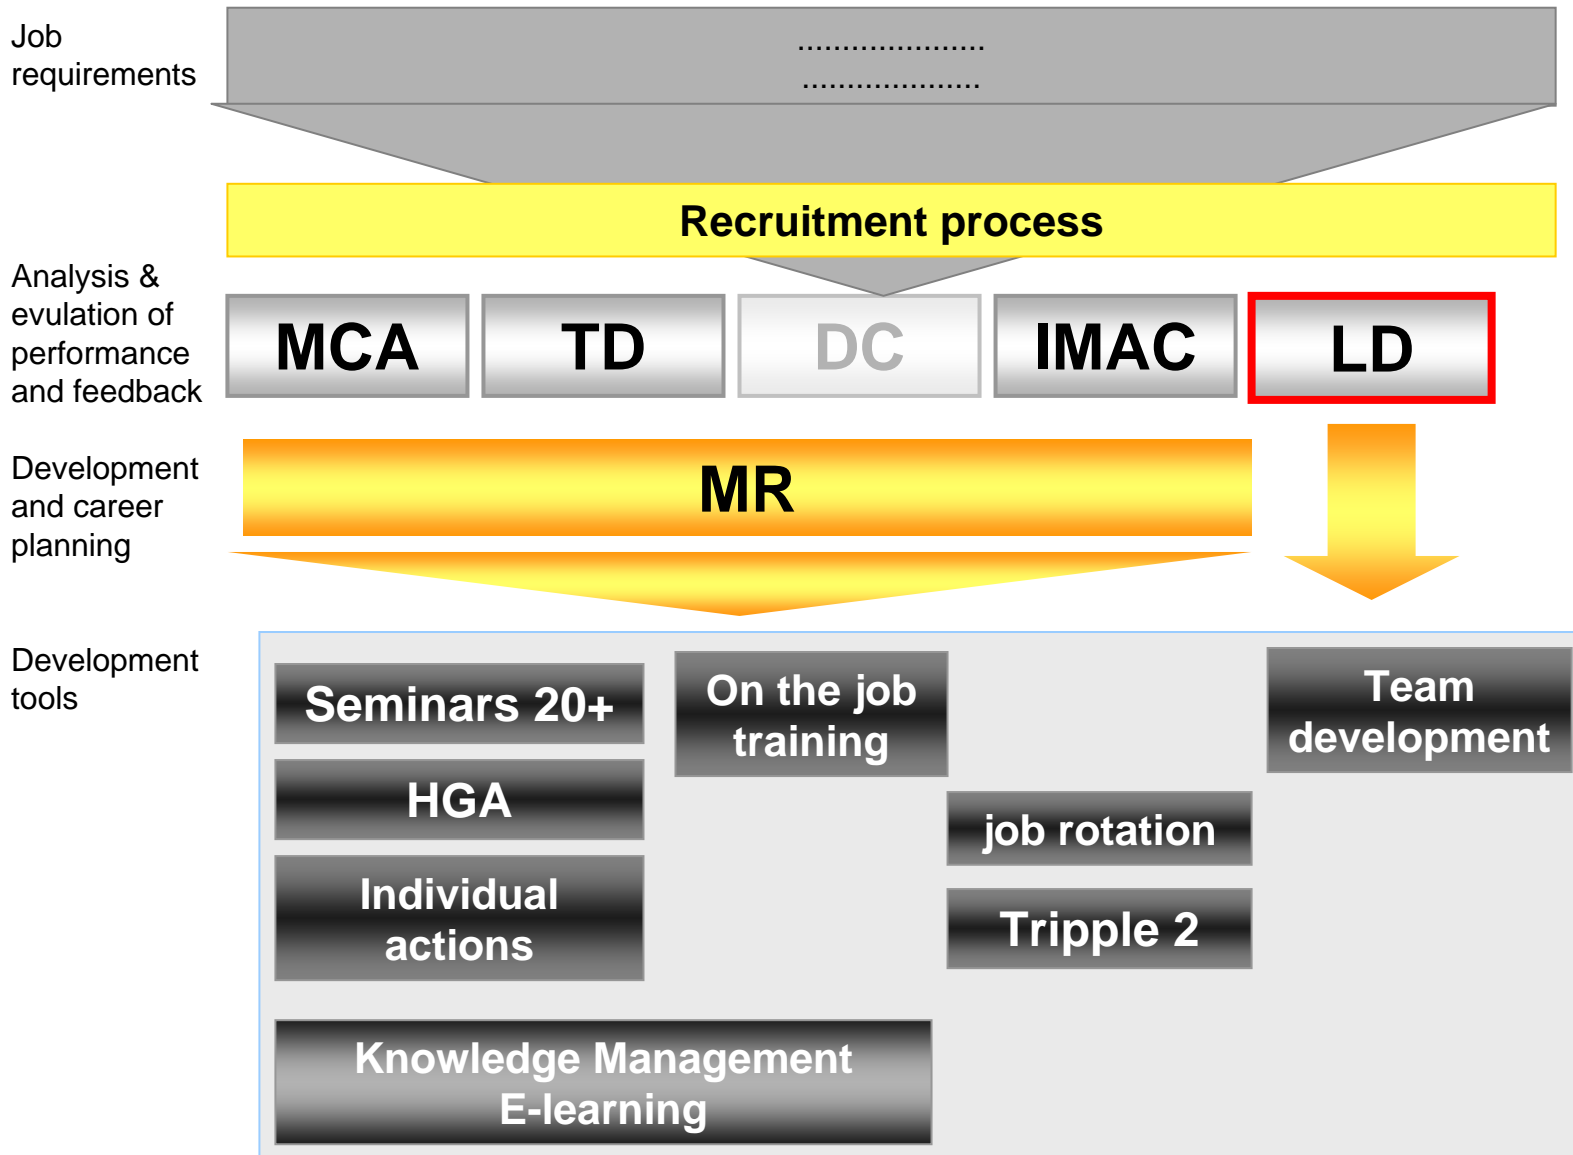 Job
requirements
.....................
....................
Recruitment process
Analysis &
evulation of
performance
and feedback
MCA
TD
DC
IMAC
LD
Development
and career
planning
MR
Development
tools
Seminars 20+
On the job
training
Team
development
HGA
job rotation
Individual
actions
Tripple 2
Knowledge Management
E-learning